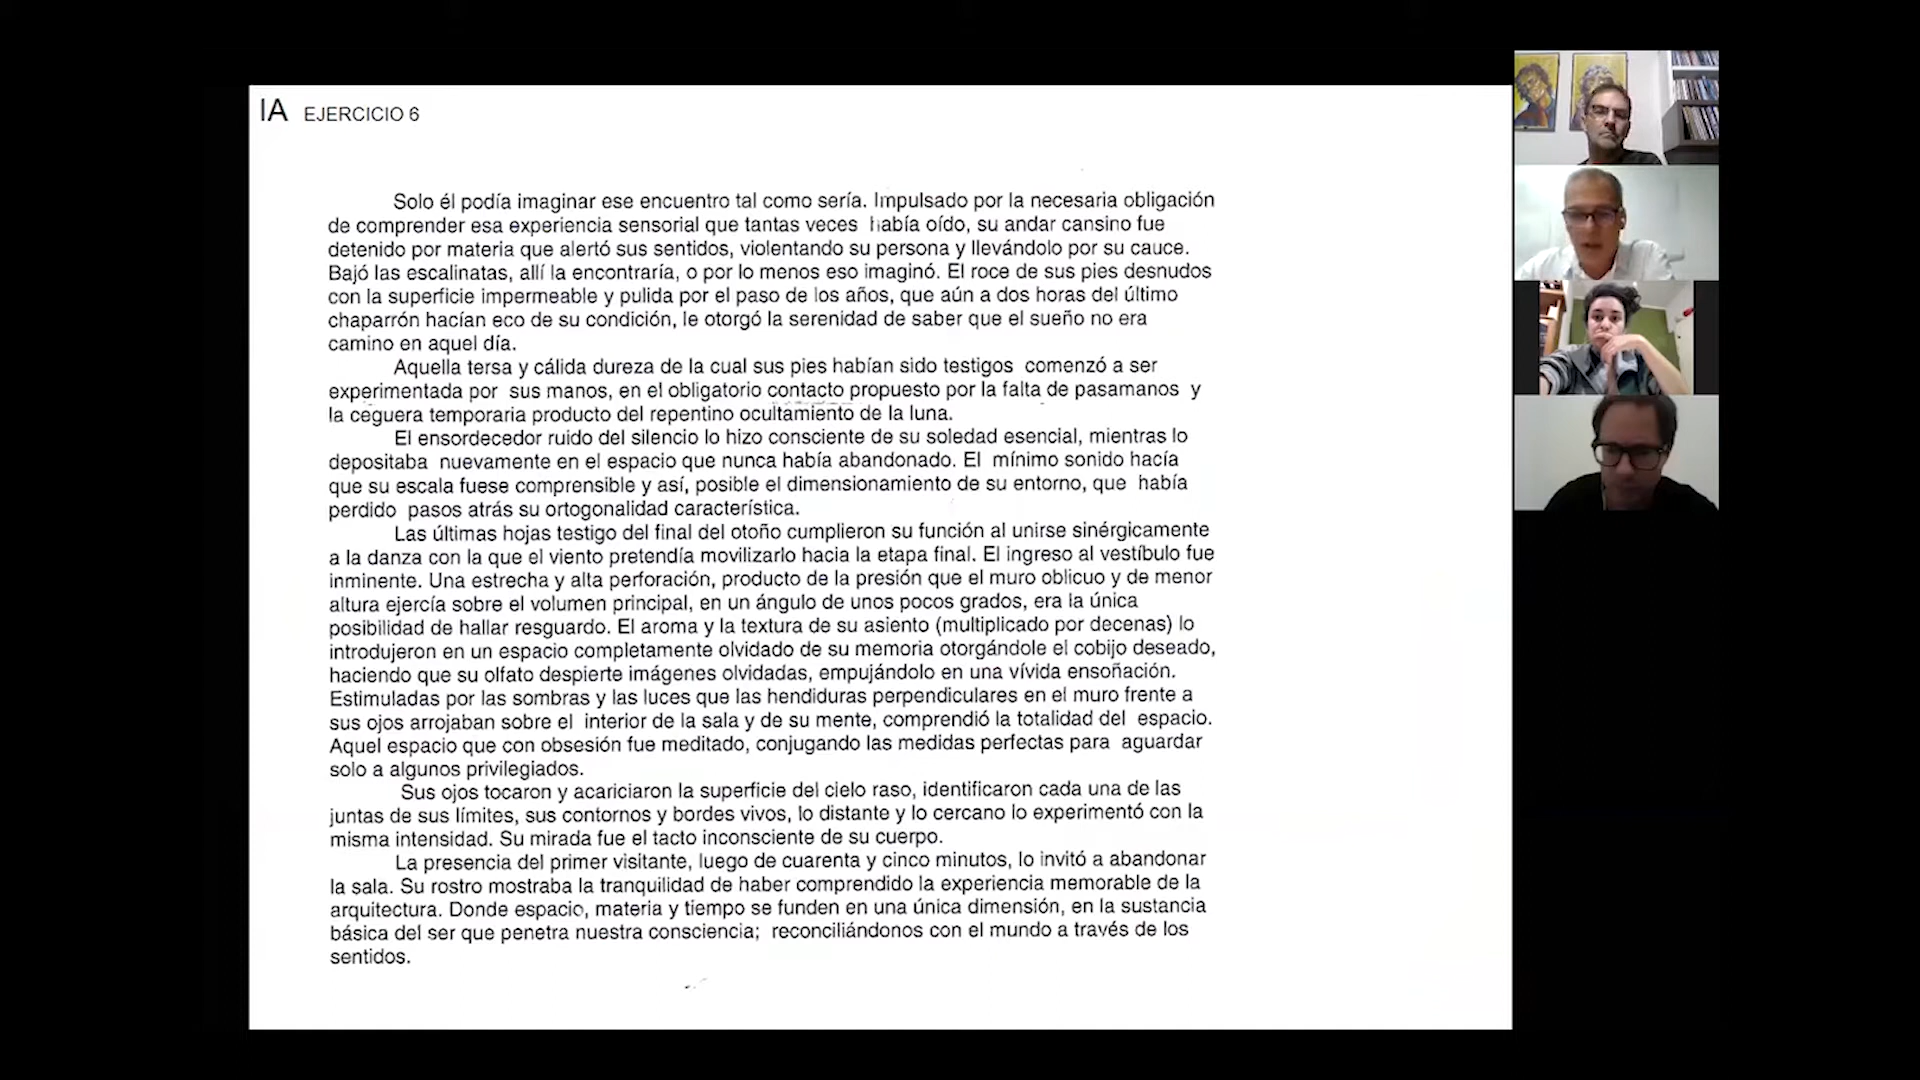 IA EJERCICIO 6
Solo él podía imaginar ese encuentro tal como sería. Impulsado por la necesaria obligación
de comprender esa experiencia sensorial que tantas veces había oído, su andar cansino fue
detenido por materia que alertó sus sentidos, violentando su persona y llevándolo por su cauce.
Bajó las escalinatas, allí la encontraría, o por lo menos eso imaginó. El roce de sus pies desnudos
con la superficie impermeable y pulida por el paso de los años, que aún a dos horas del último
chaparrón hacían eco de su condición, le otorgó la serenidad de saber que el sueño no era
camino en aquel día.
Aquella tersa y cálida dureza de la cual sus pies habían sido testigos comenzó a ser
experimentada por sus manos, en el obligatorio contacto propuesto por la falta de pasamanos y
la ceguera temporaria producto del repentino ocultamiento de la luna.
El ensordecedor ruido del silencio lo hizo consciente de su soledad esencial, mientras lo
depositaba nuevamente en el espacio que nunca había abandonado. El mínimo sonido hacía
que su escala fuese comprensible y así, posible el dimensionamiento de su entorno, que había
perdido pasos atrás su ortogonalidad característica.
Las últimas hojas testigo del final del otoño cumplieron su función al unirse sinérgicamente
a la danza con la que el viento pretendía movilizarlo hacia la etapa final. El ingreso al vestíbulo fue
inminente. Una estrecha y alta perforación, producto de la presión que el muro oblicuo y de menor
altura ejercía sobre el volumen principal, en un ángulo de unos pocos grados, era la única
posibilidad de hallar resguardo. El aroma y la textura de su asiento (multiplicado por decenas) lo
introdujeron en un espacio completamente olvidado de su memoria otorgándole el cobijo deseado,
haciendo que su olfato despierte imágenes olvidadas, empujándolo en una vívida ensoñación.
Estimuladas por las sombras y las luces que las hendiduras perpendiculares en el muro frente a
sus ojos arrojaban sobre el interior de la sala y de su mente, comprendió la totalidad del espacio.
Aquel espacio que con obsesión fue meditado, conjugando las medidas perfectas para aguardar
solo a algunos privilegiados.
Sus ojos tocaron y acariciaron la superficie del cielo raso, identificaron cada una de las
juntas de sus límites, sus contornos y bordes vivos, lo distante y lo cercano lo experimentó con la
misma intensidad. Su mirada fue el tacto inconsciente de su cuerpo.
La presencia del primer visitante, luego de cuarenta y cinco minutos, lo invitó a abandonar
la sala. Su rostro mostraba la tranquilidad de haber comprendido la experiencia memorable de la
arquitectura. Donde espacio, materia y tiempo se funden en una única dimensión, en la sustancia
básica del ser que penetra nuestra consciencia; reconciliándonos con el mundo a través de los
sentidos.